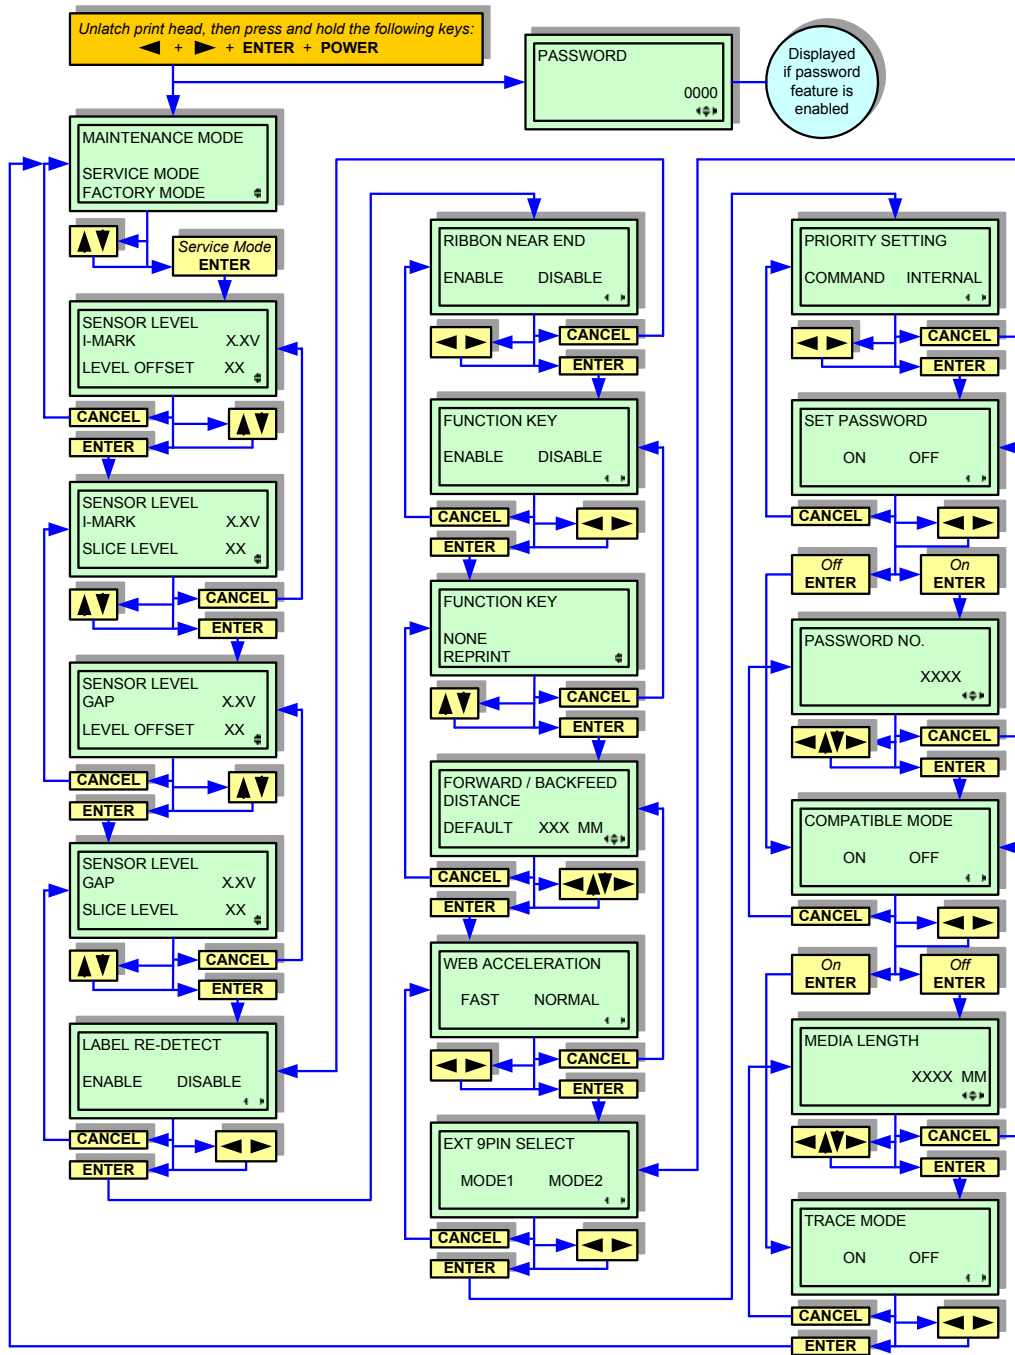 Unlatch print head, then press and hold the following keys:
+ + ENTER + POWER
PASSWORD
0000
Displayed
if password
feature is
enabled
MAINTENANCE MODE
SERVICE MODE
FACTORY MODE
Service Mode
ENTER
SENSOR LEVEL
I-MARK X.XV
LEVEL OFFSET XX
CANCEL
ENTER
SENSOR LEVEL
I-MARK X.XV
SLICE LEVEL XX
CANCEL
ENTER
SENSOR LEVEL
GAP X.XV
LEVEL OFFSET XX
CANCEL
ENTER
SENSOR LEVEL
GAP X.XV
SLICE LEVEL XX
CANCEL
ENTER
LABEL RE-DETECT
ENABLE DISABLE
CANCEL
ENTER
RIBBON NEAR END
ENABLE DISABLE
CANCEL
ENTER
FUNCTION KEY
ENABLE DISABLE
CANCEL
ENTER
FUNCTION KEY
NONE
REPRINT
CANCEL
ENTER
FORWARD / BACKFEED
DISTANCE
DEFAULT XXX MM
CANCEL
ENTER
WEB ACCELERATION
FAST NORMAL
CANCEL
ENTER
EXT 9PIN SELECT
MODE1 MODE2
CANCEL
ENTER
PRIORITY SETTING
COMMAND INTERNAL
CANCEL
ENTER
SET PASSWORD
ON OFF
CANCEL
Off
ENTER
On
ENTER
PASSWORD NO.
XXXX
CANCEL
ENTER
COMPATIBLE MODE
ON OFF
CANCEL
On
ENTER
Off
ENTER
MEDIA LENGTH
XXXX MM
CANCEL
ENTER
TRACE MODE
ON OFF
CANCEL
ENTER